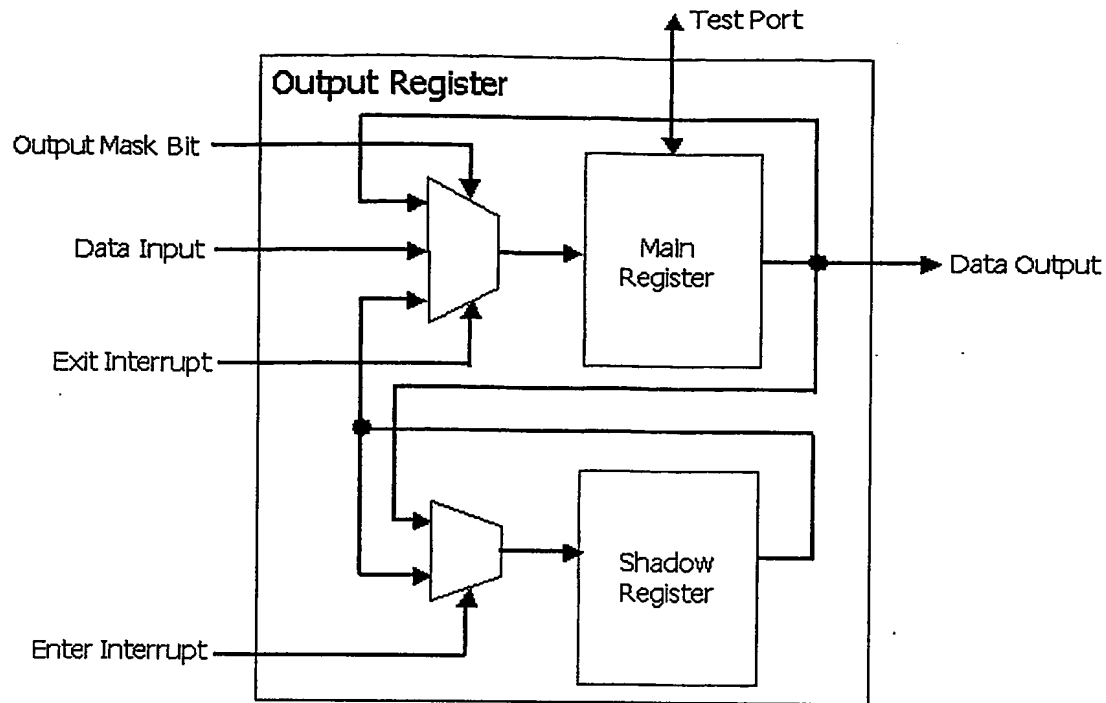 Test Port
Output Register
Output Mask Bit
Data Input
Main
Register
Data Output
Exit Interrupt
Shadow
Register
Enter Interrupt